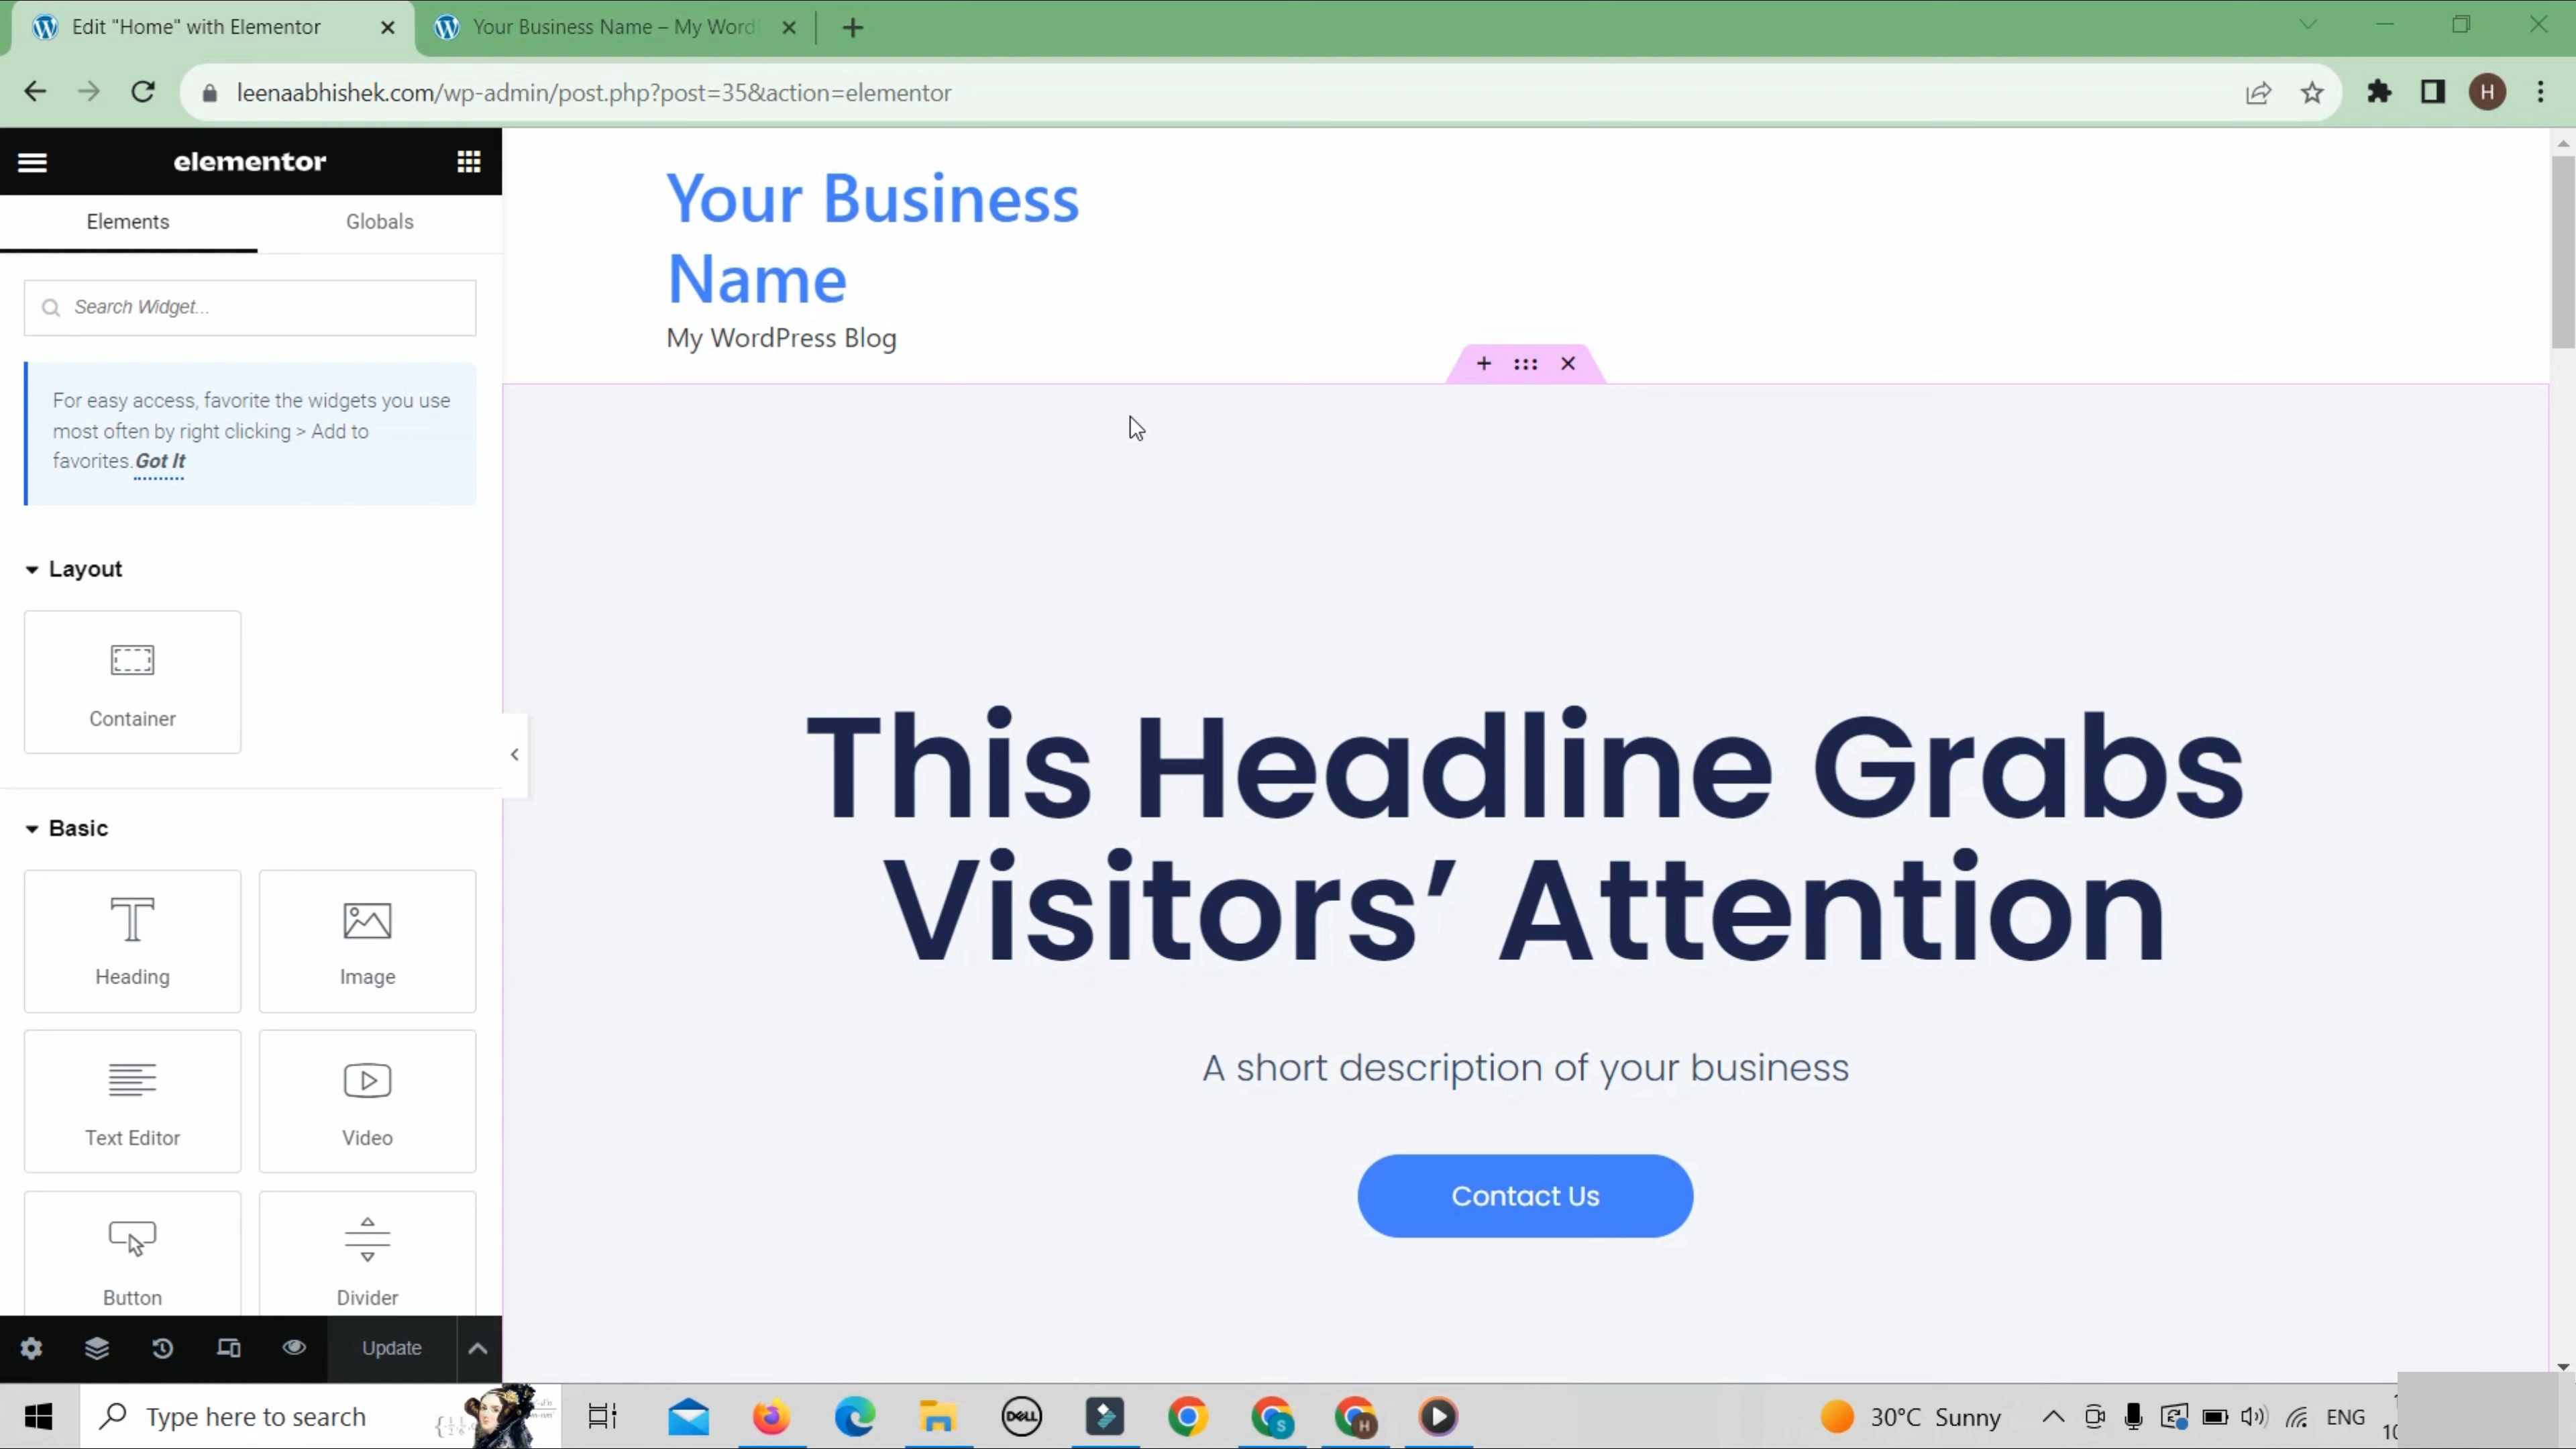 Edit "Home" with Elementor
Your Business Name – My Word
leenaabhishek.com/wp-admin/post.php?post=35&action=elementor
H
elementor
Elements
Globals
Search Widget...
For easy access, favorite the widgets you use
most often by right clicking > Add to
favorites. Got It
Layout
Container
Basic
Heading
Image
Text Editor
Video
Button
Divider
Update
Your Business
Name
My WordPress Blog
This Headline Grabs
Visitors’ Attention
A short description of your business
Contact Us
Type here to search
DELL
S
H
30°C Sunny
ENG